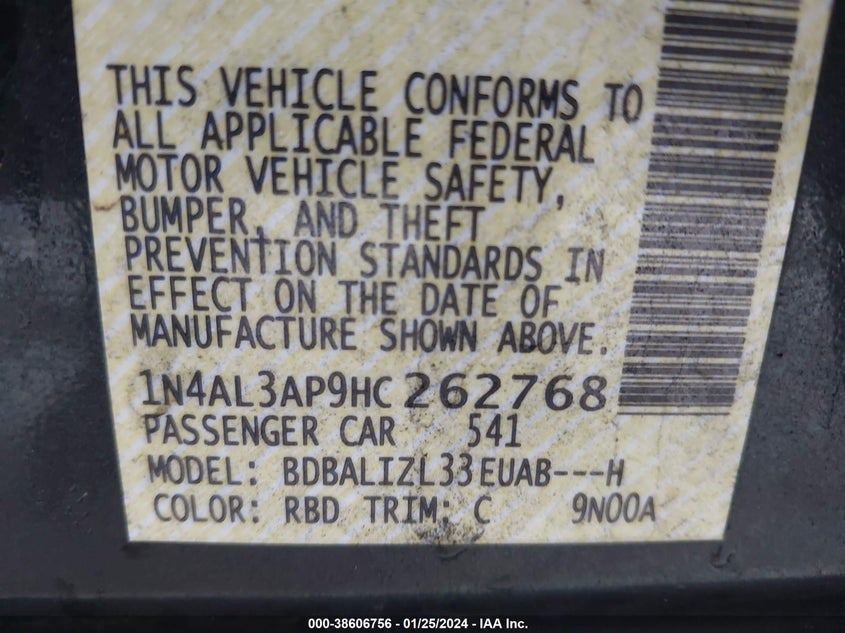 THIS VEHICLE CONFORMS TO
ALL APPLICABLE FEDERAL
MOTOR VEHICLE SAFETY,
BUMPER, AND THEFT
PREVENTION STANDARDS IN
EFFECT ON THE DATE OF
MANUFACTURE SHOWN ABOVE.
1N4AL3AP9HC262768
PASSENGER CAR 541
MODEL: BDBALIZL33EUAB---H
COLOR: RBD TRIM: C 9N00A
000-38606756 - 01/25/2024 - IAA Inc.